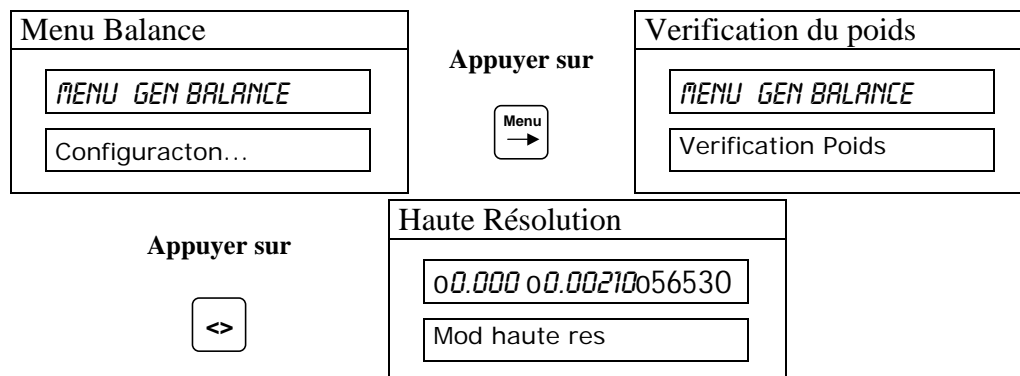 Menu Balance
MENU GEN BALANCE
Configuracton...
Appuyer sur
Menu
Verification du poids
MENU GEN BALANCE
Verification Poids
Appuyer sur
<>
Haute Résolution
o0.000 o0.00210o56530
Mod haute res